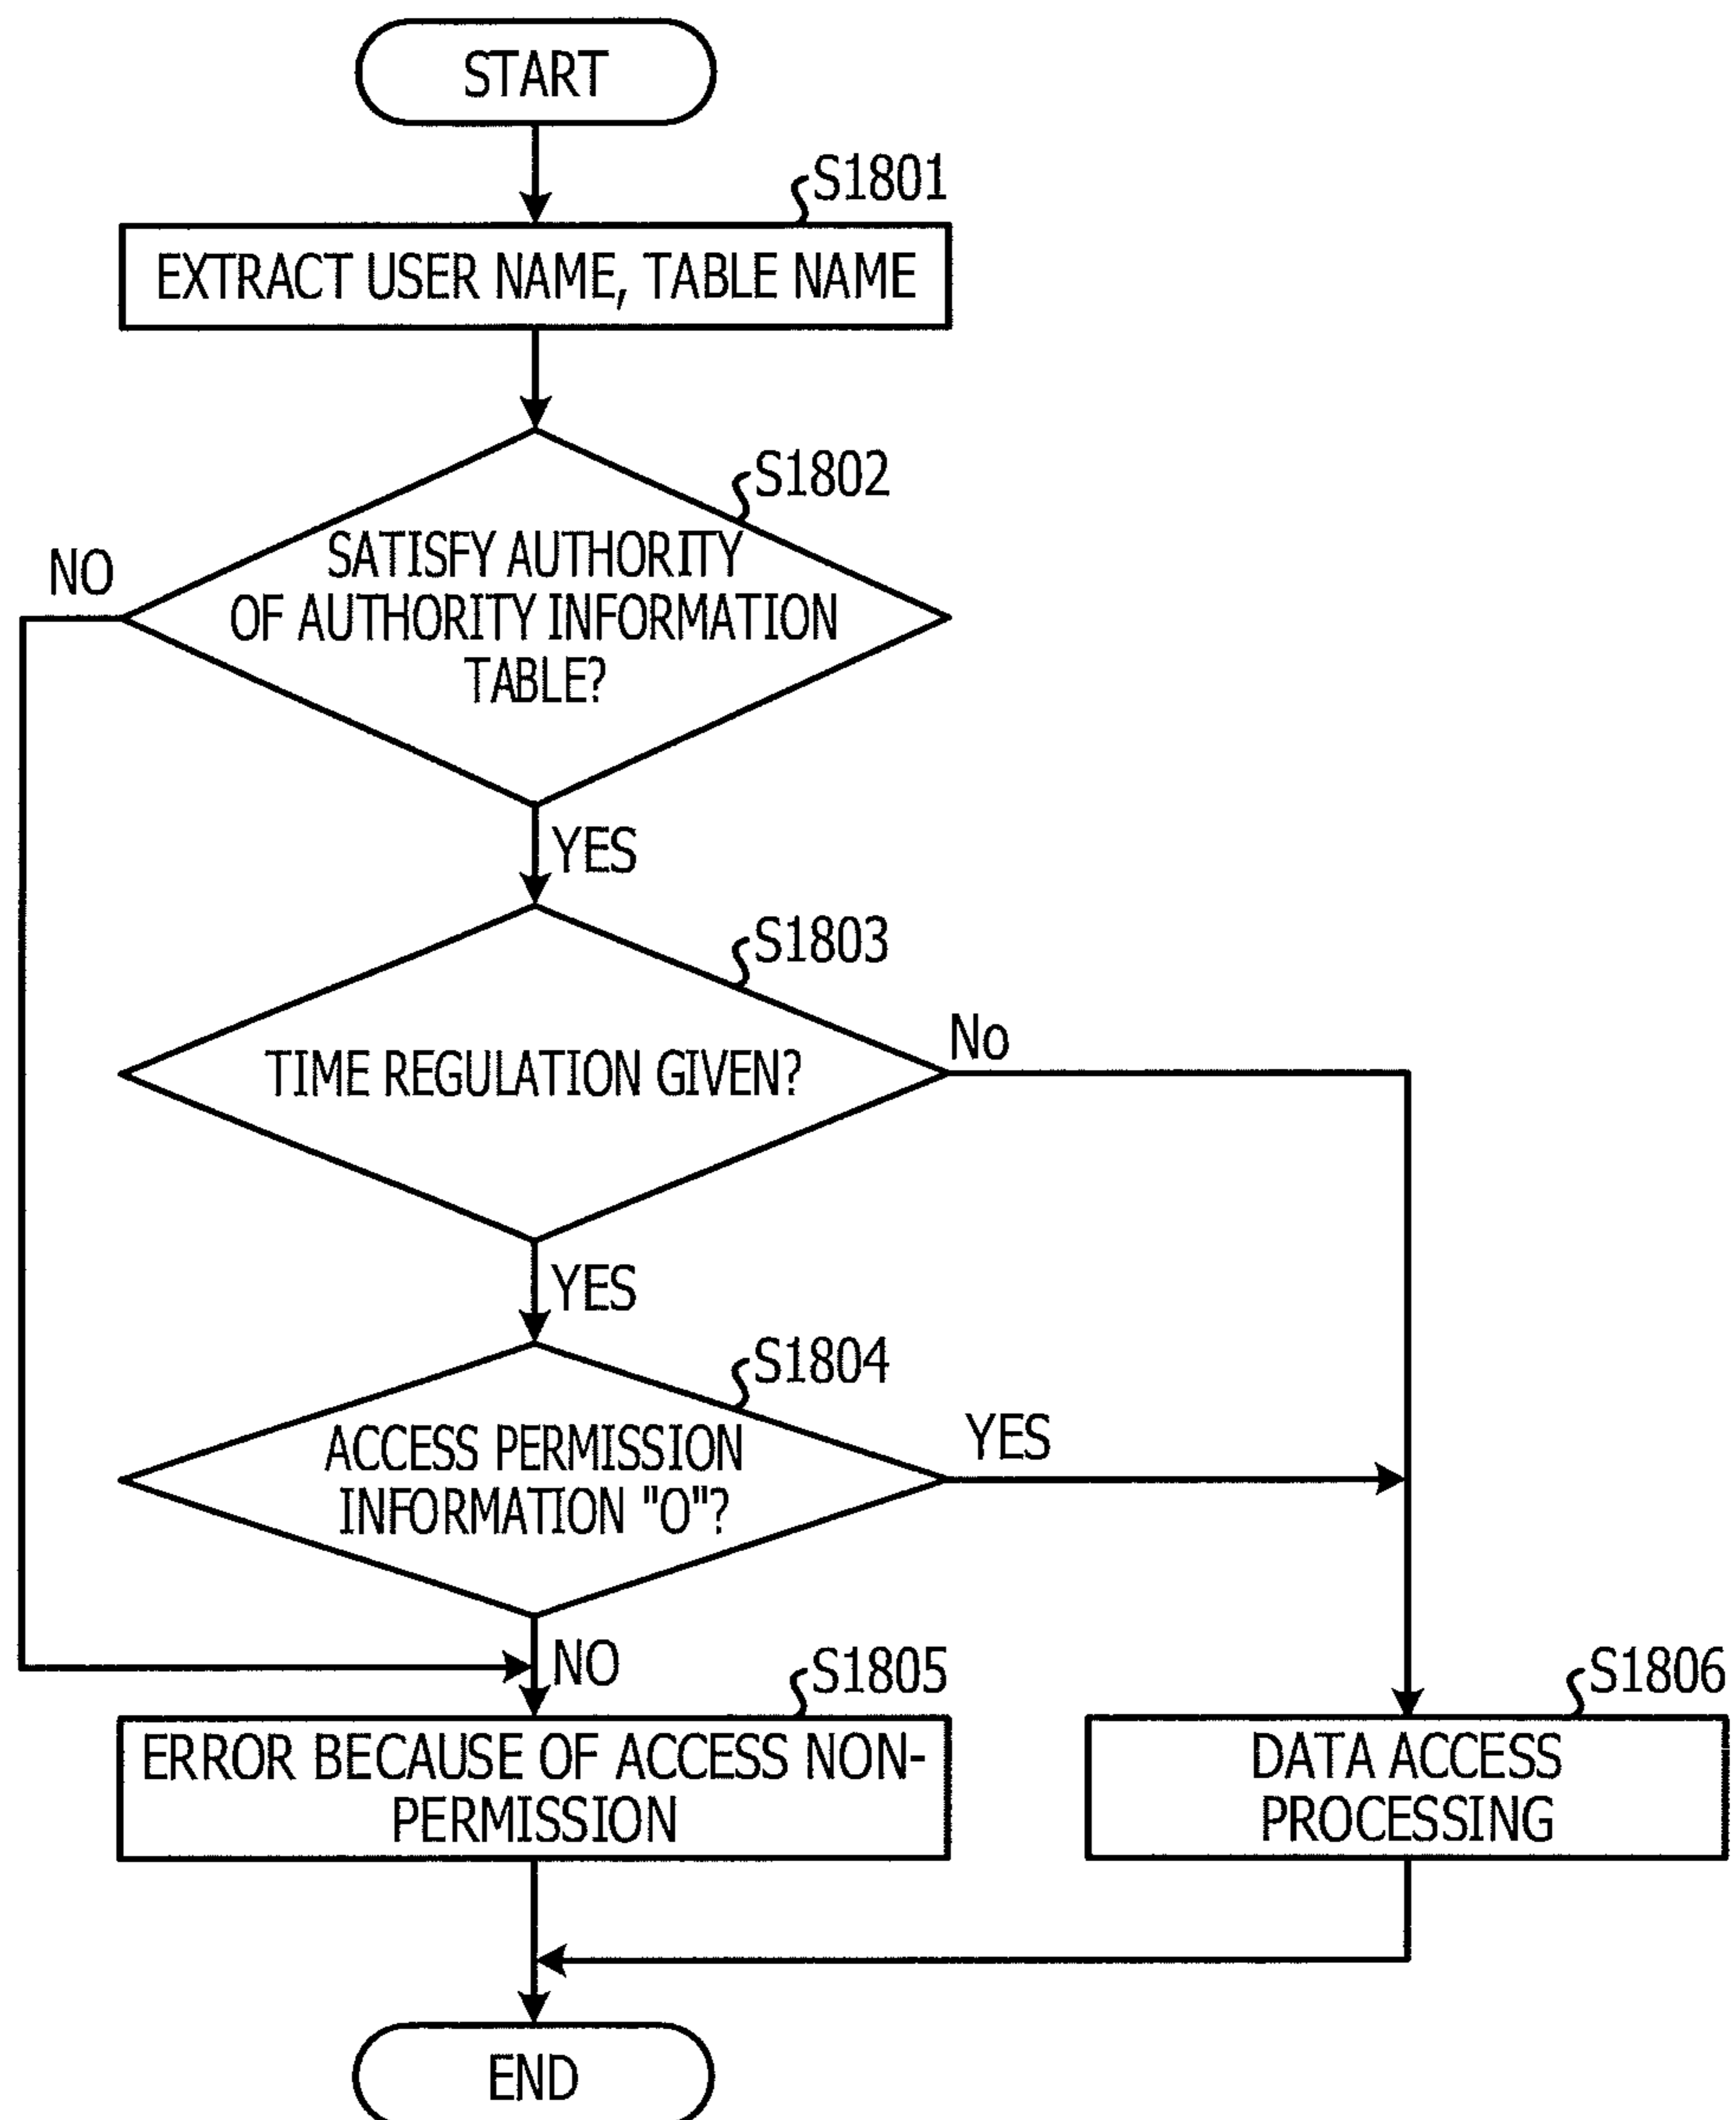 START
S1801
EXTRACT USER NAME, TABLE NAME
S1802
SATISFY AUTHORITY
OF AUTHORITY INFORMATION
TABLE?
NO
YES
S1803
TIME REGULATION GIVEN?
No
YES
S1804
ACCESS PERMISSION
INFORMATION "O"?
YES
NO
S1805
ERROR BECAUSE OF ACCESS NON-
PERMISSION
S1806
DATA ACCESS
PROCESSING
END